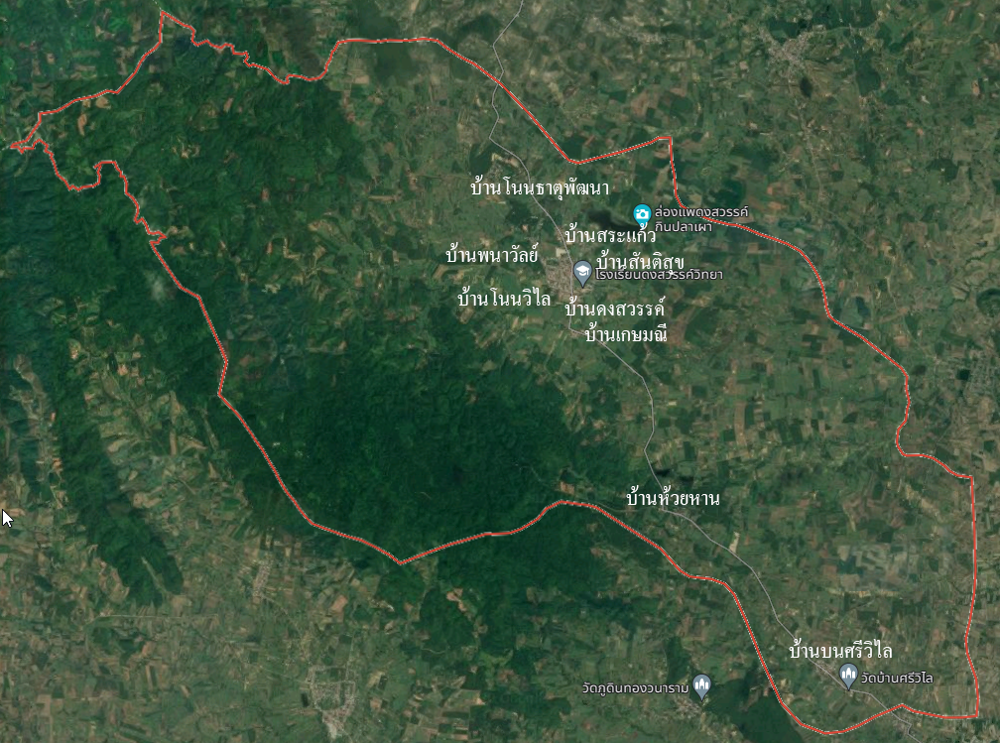 บ้านโนนธาตุพัฒนา
ล่องแพดงสวรรค์
กินปลาเผา
บ้านสระแก้ว
บ้านพนาวัลย์
บ้านสันติสุข
โรงเรียนดงสวรรค์วิทยา
บ้านโนนวิไล
บ้านดงสวรรค์
บ้านเกษมณี
บ้านห้วยหาน
บ้านบนศรีวิไล
วัดบ้านศรีวิไล
วัดภูดินทองวนาราม